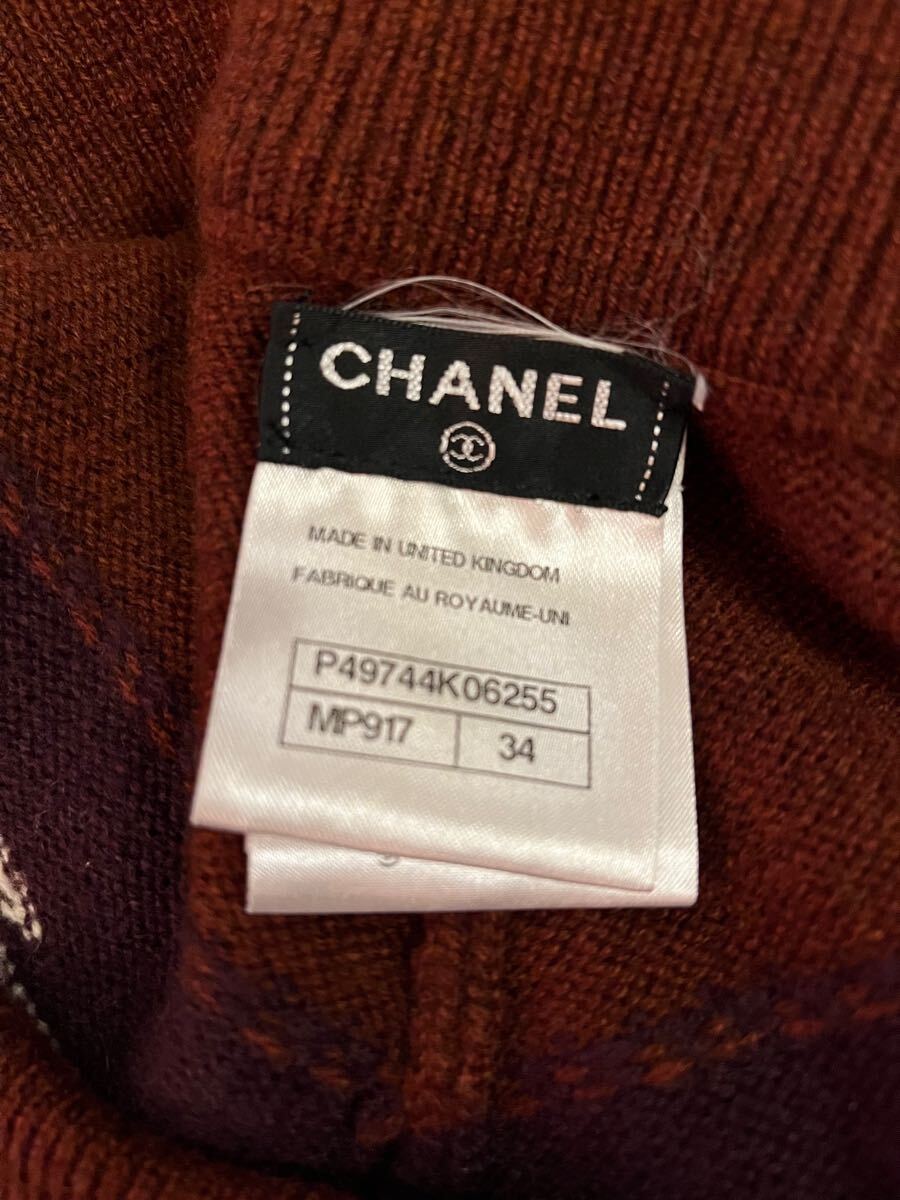 CHANEL
MADE IN UNITED KINGDOM
FABRIQUE AU ROYAUME-UNI
P49744K06255
MP917 34